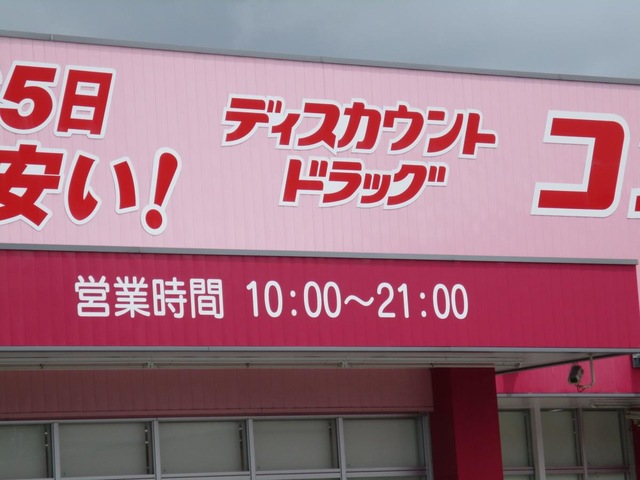 5日
安い!
ディスカウント
ドラッグ
コ
営業時間 10:00～21:00